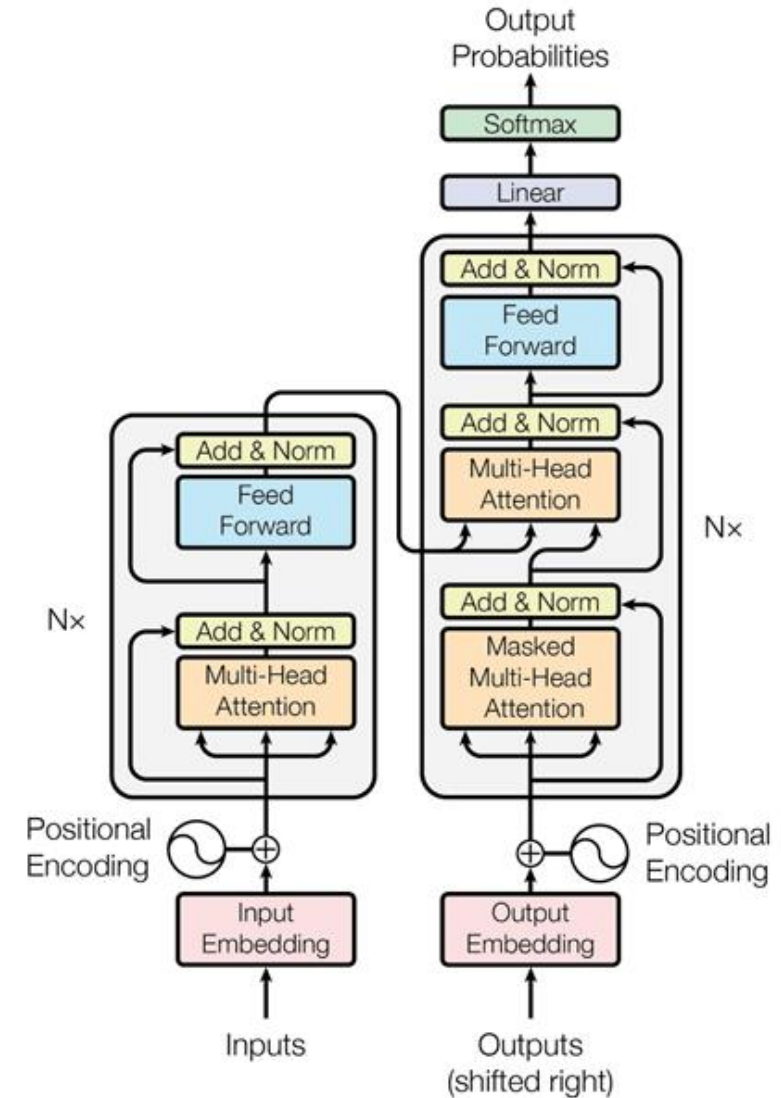 Output
Probabilities
Softmax
Linear
Add & Norm
Feed
Forward
Add & Norm
Multi-Head
Attention
Nx
Add & Norm
Masked
Multi-Head
Attention
Add & Norm
Feed
Forward
Nx
Add & Norm
Multi-Head
Attention
Positional
Encoding
Positional
Encoding
Input
Embedding
Output
Embedding
Inputs
Outputs
(shifted right)